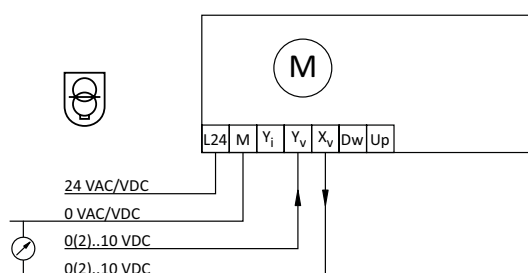 M
L24 M Yi Yv Xv Dw Up
24 VAC/VDC
0 VAC/VDC
0(2)..10 VDC
0(2)..10 VDC